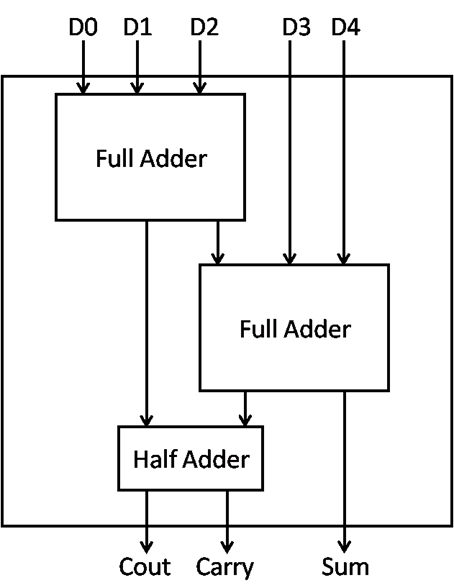 D0 D1 D2 D3 D4
Full Adder
Full Adder
Half Adder
Cout Carry Sum